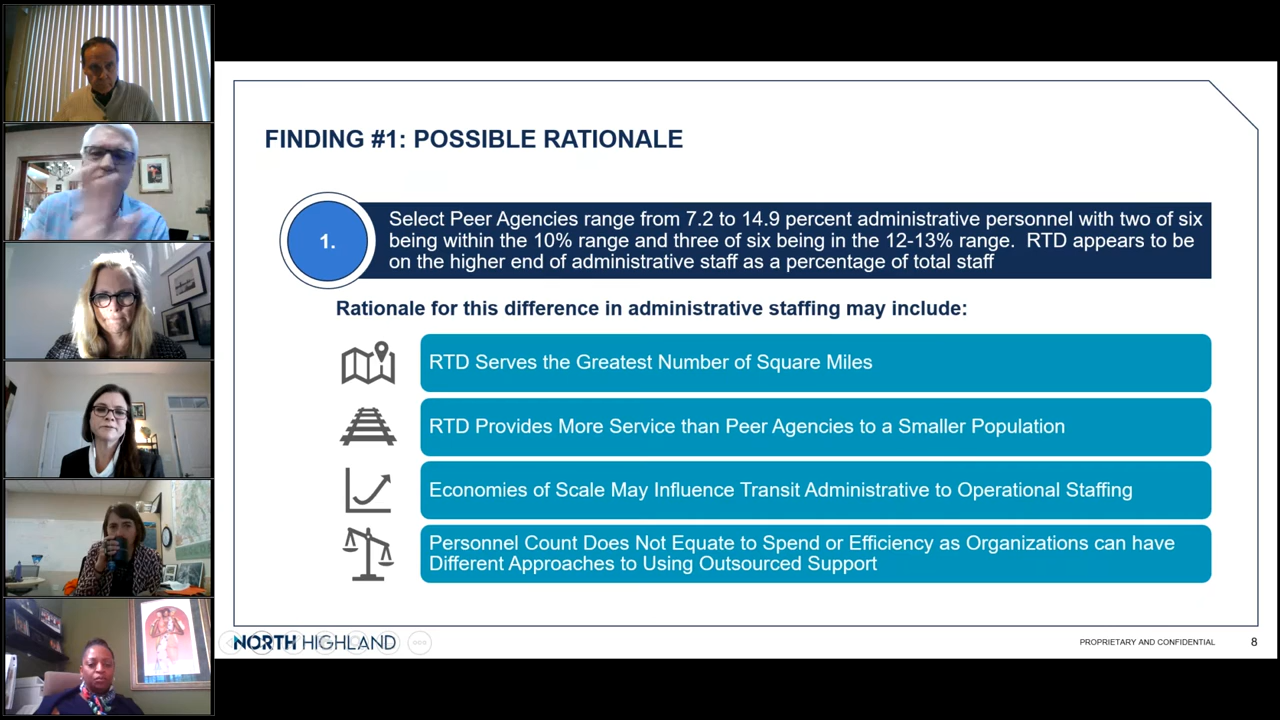 FINDING #1: POSSIBLE RATIONALE
1.
Select Peer Agencies range from 7.2 to 14.9 percent administrative personnel with two of six
being within the 10% range and three of six being in the 12-13% range.  RTD appears to be
on the higher end of administrative staff as a percentage of total staff
Rationale for this difference in administrative staffing may include:
RTD Serves the Greatest Number of Square Miles
RTD Provides More Service than Peer Agencies to a Smaller Population
Economies of Scale May Influence Transit Administrative to Operational Staffing
Personnel Count Does Not Equate to Spend or Efficiency as Organizations can have
Different Approaches to Using Outsourced Support
NORTH HIGHLAND
PROPRIETARY AND CONFIDENTIAL
8